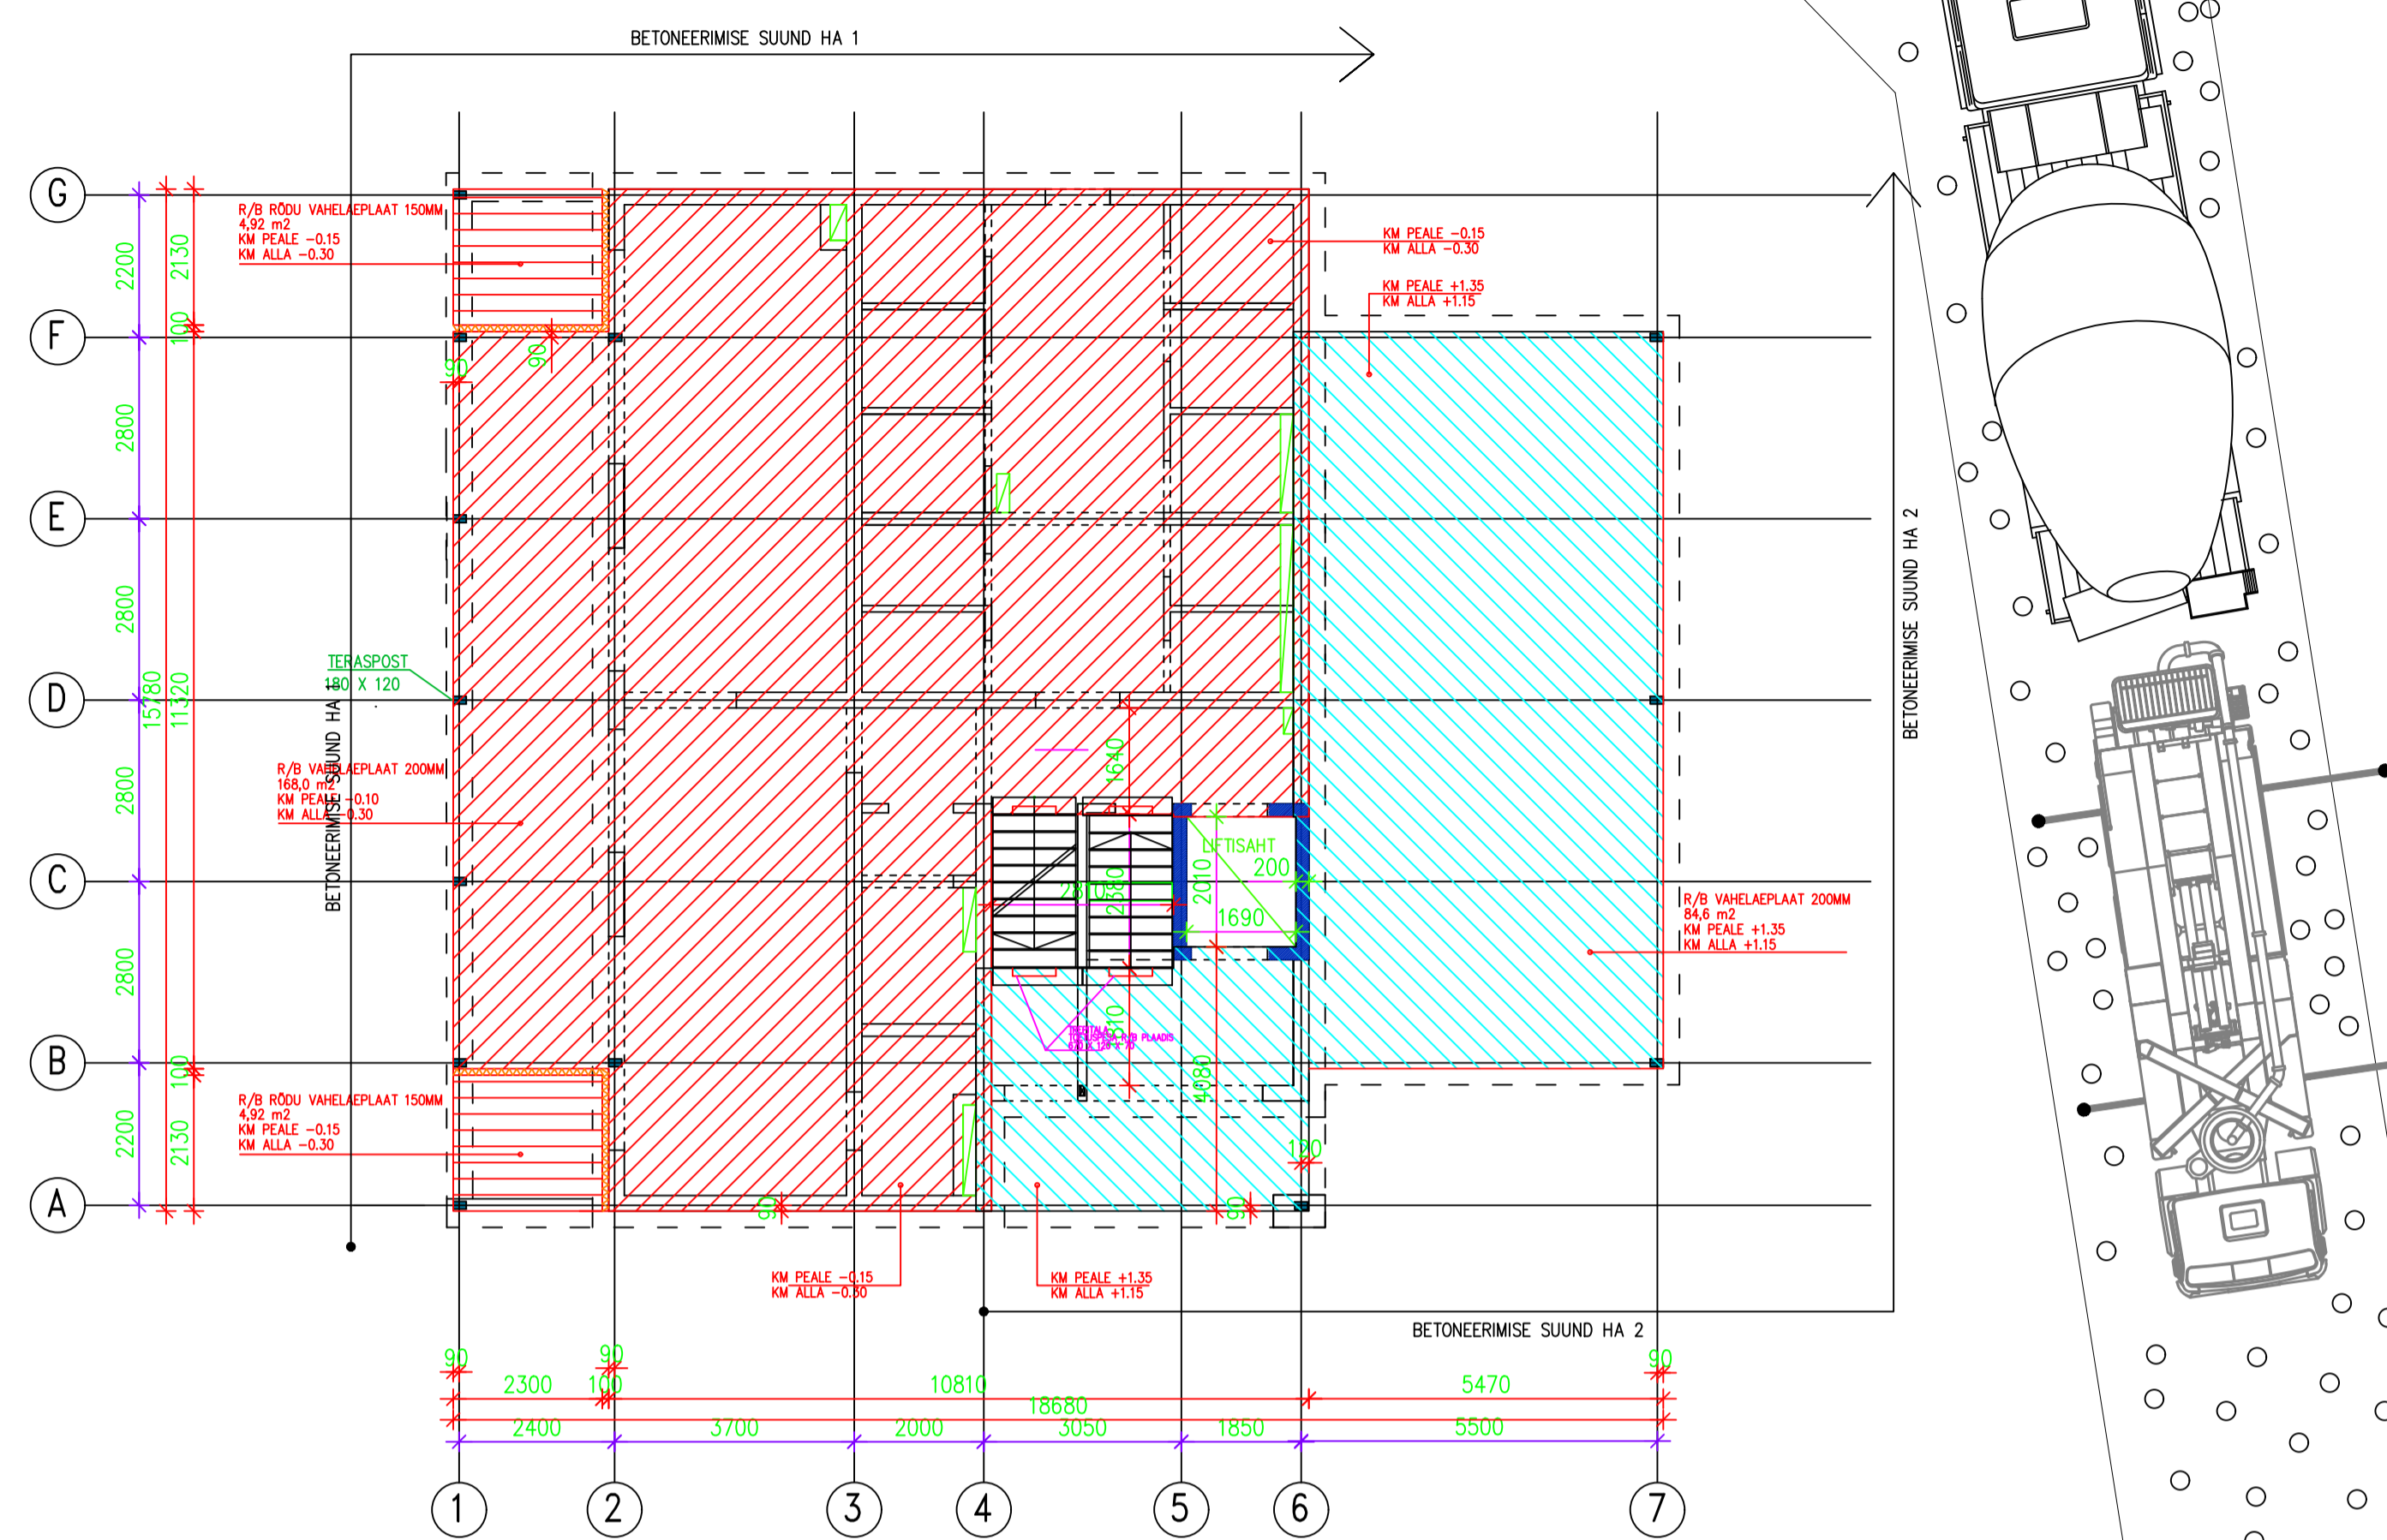 BETONEERIMISE SUUND HA 1
G
F
E
D
C
B
A
2200
2800
2800
2800
2800
2200
15780
2130
100
11320
100
2130
R/B RÕDU VAHELAEPLAAT 150MM
4,92 m2
KM PEALE -0.15
KM ALLA -0.30
KM PEALE -0.15
KM ALLA -0.30
KM PEALE +1.35
KM ALLA +1.15
90
90
TERASPOST
180 X 120
BETONEERIMISE SUUND HA 1
R/B VAHELAEPLAAT 200MM
168,0 m2
KM PEALE -0.10
KM ALLA -0.30
1640
LIFTISAHT
200
2010
2810
2380
1690
R/B VAHELAEPLAAT 200MM
84,6 m2
KM PEALE +1.35
KM ALLA +1.15
BETONEERIMISE SUUND HA 2
R/B PLAADIS
670 X 120 X 70
4080
R/B RÕDU VAHELAEPLAAT 150MM
4,92 m2
KM PEALE -0.15
KM ALLA -0.30
120
90
90
KM PEALE -0.15
KM ALLA -0.30
KM PEALE +1.35
KM ALLA +1.15
BETONEERIMISE SUUND HA 2
90
90
90
2300
100
10810
5470
18680
2400
3700
2000
3050
1850
5500
1
2
3
4
5
6
7